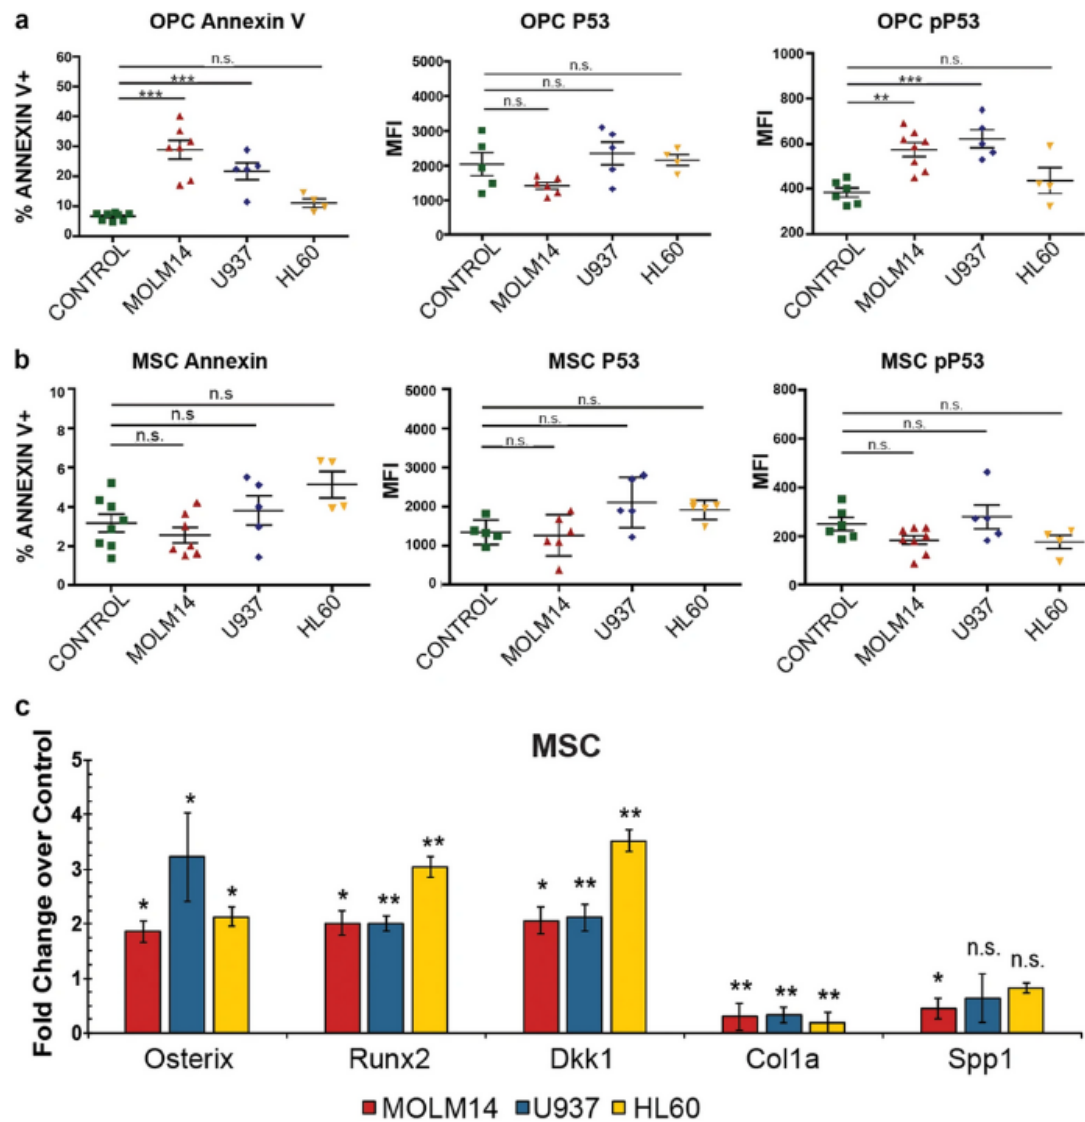 a
OPC Annexin V
OPC P53
OPC pP53
% ANNEXIN V+
60
50
40
30
20
10
0
n.s.
***
***
CONTROL
MOLM14
U937
HL60
MFI
5000
4000
3000
2000
1000
0
n.s.
n.s.
n.s.
CONTROL
MOLM14
U937
HL60
MFI
1000
800
600
400
200
n.s.
***
**
CONTROL
MOLM14
U937
HL60
b
MSC Annexin
MSC P53
MSC pP53
% ANNEXIN V+
10
8
6
4
2
0
n.s
n.s
n.s.
CONTROL
MOLM14
U937
HL60
MFI
5000
4000
3000
2000
1000
0
n.s.
n.s.
n.s.
CONTROL
MOLM14
U937
HL60
MFI
800
600
400
200
0
n.s.
n.s.
n.s.
CONTROL
MOLM14
U937
HL60
c
MSC
Fold Change over Control
5
4
3
2
1
0
* * *
* ** **
* ** **
** ** **
* n.s. n.s.
Osterix Runx2 Dkk1 Col1a Spp1
MOLM14 U937 HL60